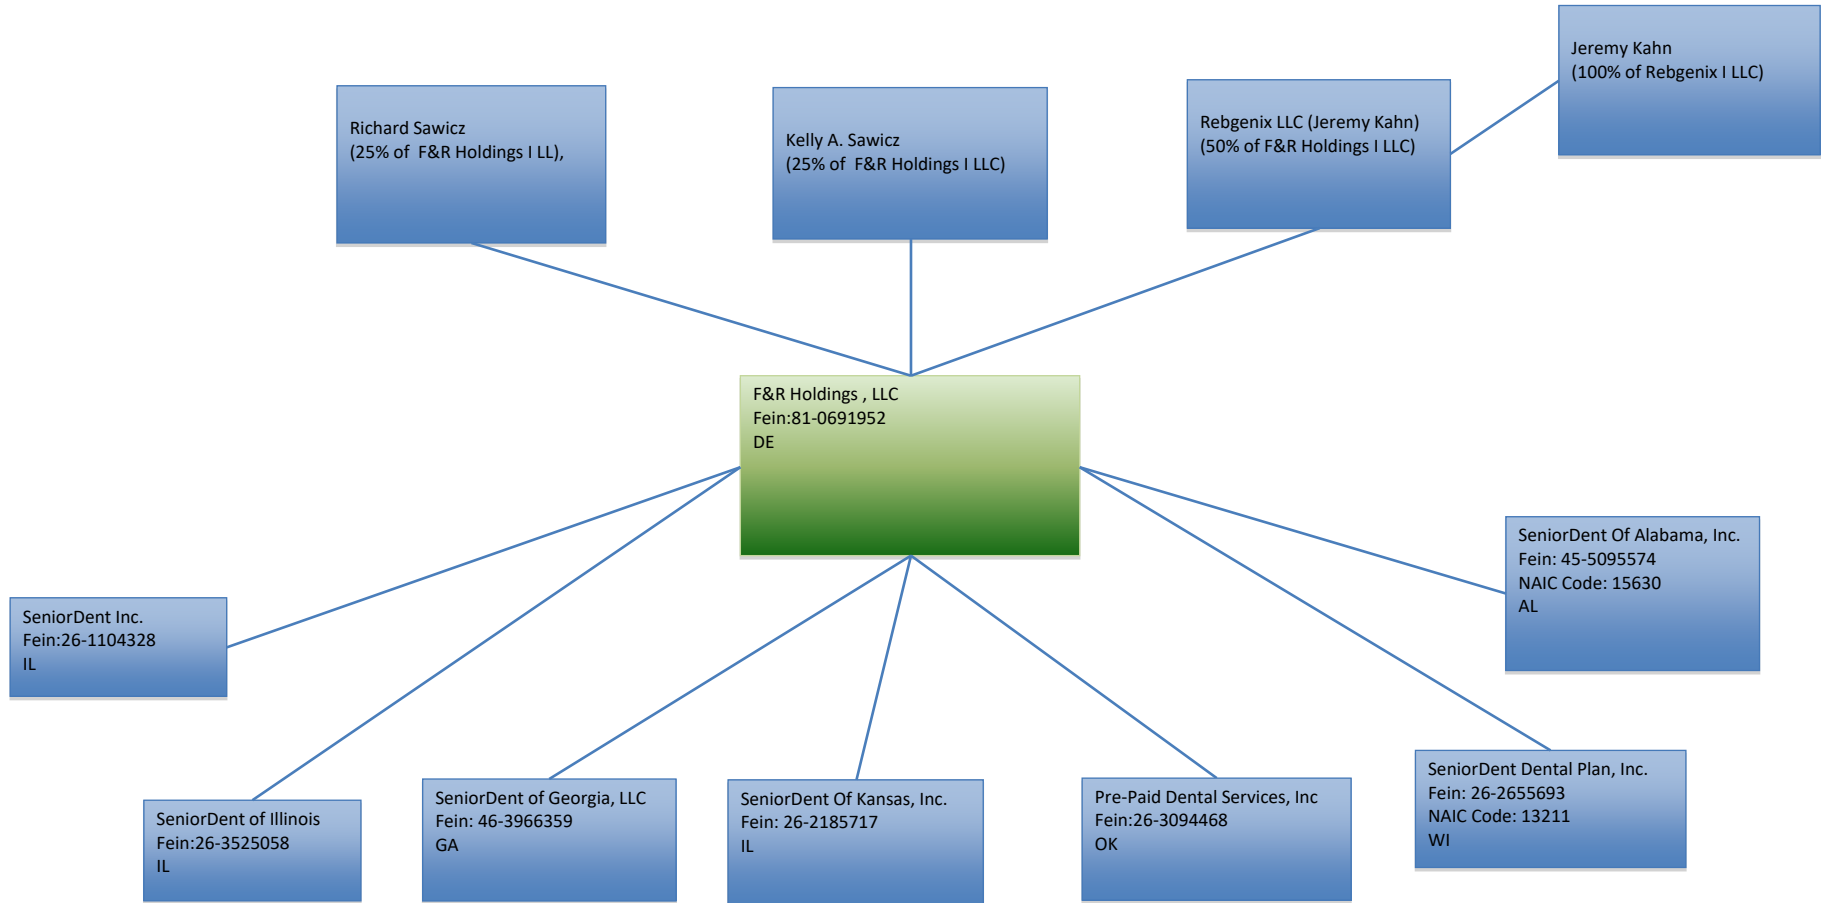 Jeremy Kahn
(100% of Rebgenix I LLC)
Richard Sawicz
(25% of  F&R Holdings I LL),
Kelly A. Sawicz
(25% of  F&R Holdings I LLC)
Rebgenix LLC (Jeremy Kahn)
(50% of F&R Holdings I LLC)
F&R Holdings , LLC
Fein:81-0691952
DE
SeniorDent Of Alabama, Inc.
Fein: 45-5095574
NAIC Code: 15630
AL
SeniorDent Inc.
Fein:26-1104328
IL
SeniorDent of Illinois
Fein:26-3525058
IL
SeniorDent of Georgia, LLC
Fein: 46-3966359
GA
SeniorDent Of Kansas, Inc.
Fein: 26-2185717
IL
Pre-Paid Dental Services, Inc
Fein:26-3094468
OK
SeniorDent Dental Plan, Inc.
Fein: 26-2655693
NAIC Code: 13211
WI